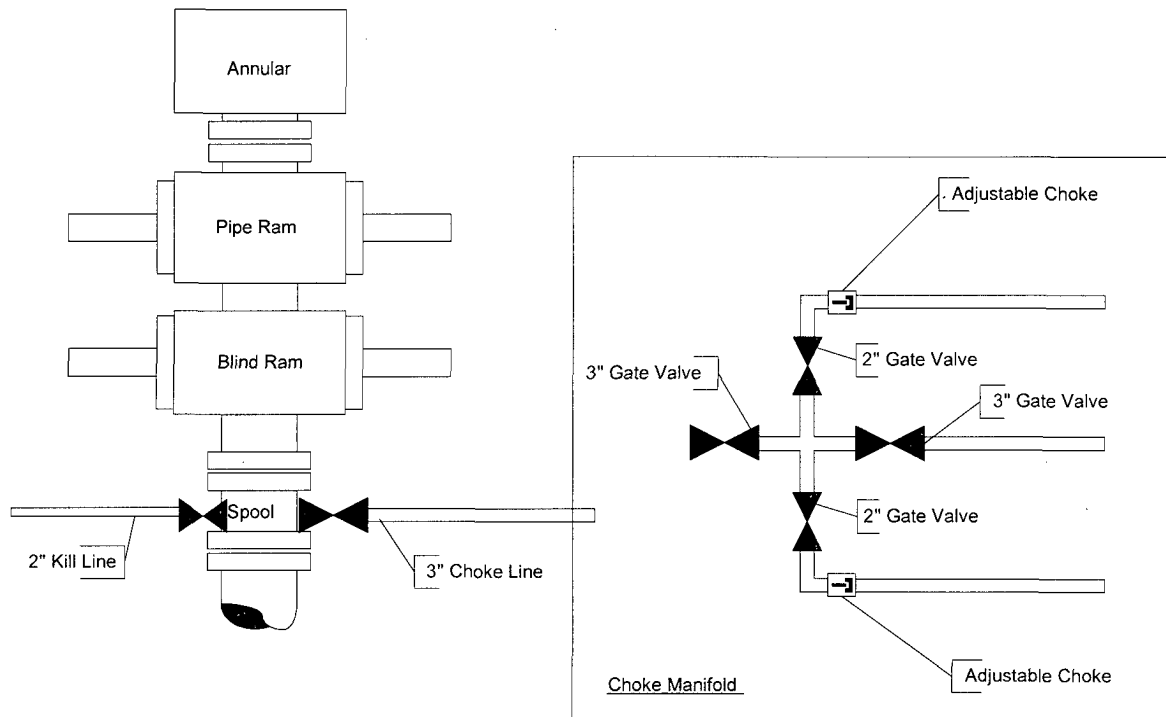 Annular
Pipe Ram
Blind Ram
Spool
2" Kill Line
3" Choke Line
Adjustable Choke
2" Gate Valve
3" Gate Valve
3" Gate Valve
2" Gate Valve
Adjustable Choke
Choke Manifold